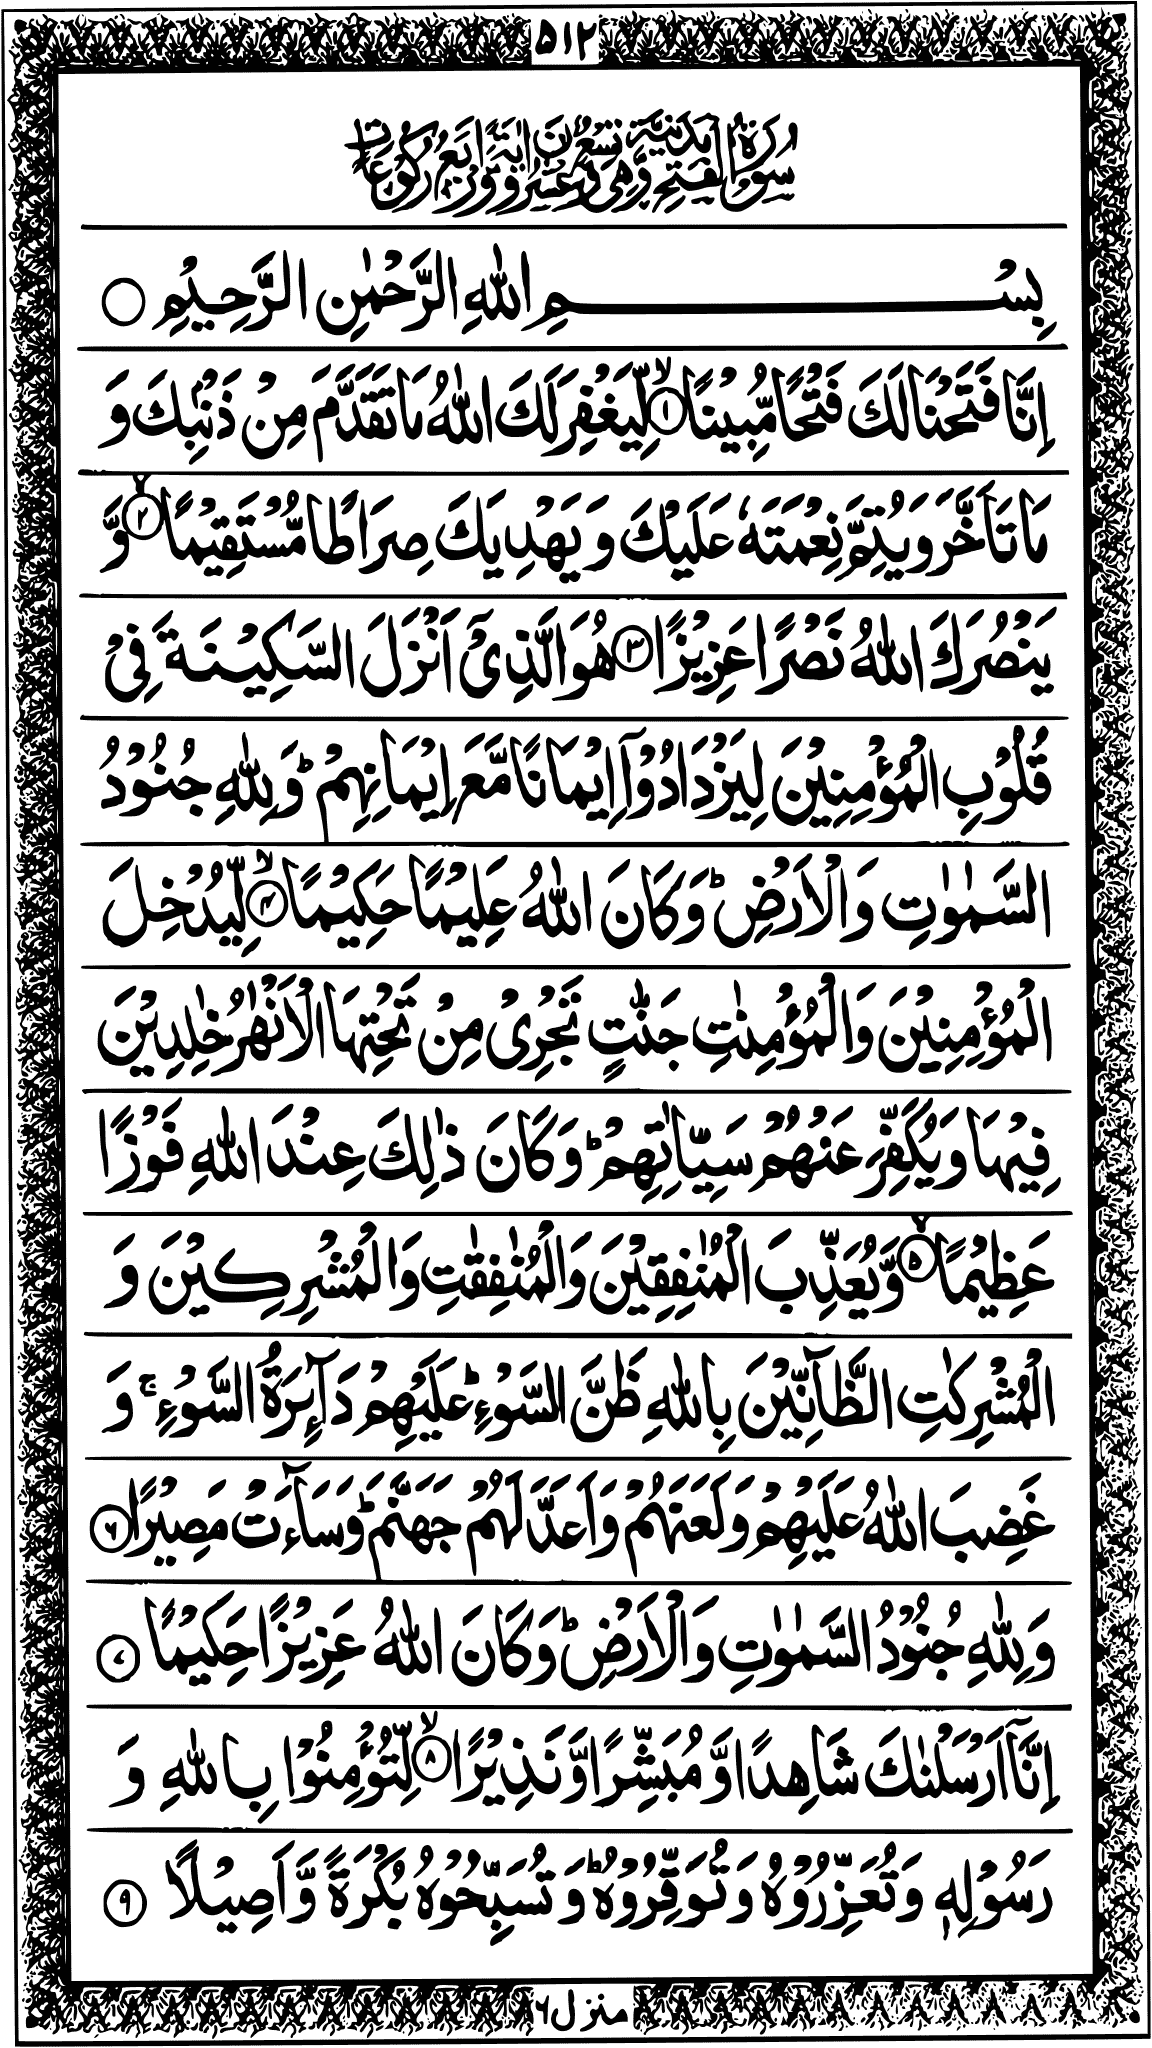 ۵۱۲
سُوْرَةُ الْفَتْحِ مَدَنِيَّةٌ وَّهِيَ تِسْعٌ وَّعِشْرُوْنَ اٰيَةً وَّاَرْبَعُ رُكُوْعَاتٍ
بِسْمِ اللّٰهِ الرَّحْمٰنِ الرَّحِيْمِ ○
اِنَّا فَتَحْنَا لَكَ فَتْحًا مُّبِيْنًا ۙ﴿۱﴾ لِّيَغْفِرَ لَكَ اللّٰهُ مَا تَقَدَّمَ مِنْ ذَنْۢبِكَ وَ
مَا تَاَخَّرَ وَيُتِمَّ نِعْمَتَهٗ عَلَيْكَ وَ يَهْدِيَكَ صِرَاطًا مُّسْتَقِيْمًا ۙ﴿۲﴾ وَّ
يَنْصُرَكَ اللّٰهُ نَصْرًا عَزِيْزًا ﴿۳﴾ هُوَ الَّذِيْۤ اَنْزَلَ السَّكِيْنَةَ فِيْ
قُلُوْبِ الْمُؤْمِنِيْنَ لِيَزْدَادُوْۤا اِيْمَانًا مَّعَ اِيْمَانِهِمْ ؕ وَلِلّٰهِ جُنُوْدُ
السَّمٰوٰتِ وَالْاَرْضِ ؕ وَكَانَ اللّٰهُ عَلِيْمًا حَكِيْمًا ۙ﴿۴﴾ لِّيُدْخِلَ
الْمُؤْمِنِيْنَ وَالْمُؤْمِنٰتِ جَنّٰتٍ تَجْرِيْ مِنْ تَحْتِهَا الْاَنْهٰرُ خٰلِدِيْنَ
فِيْهَا وَيُكَفِّرَ عَنْهُمْ سَيِّاٰتِهِمْ ؕ وَكَانَ ذٰلِكَ عِنْدَ اللّٰهِ فَوْزًا
عَظِيْمًا ۙ﴿۵﴾ وَّيُعَذِّبَ الْمُنٰفِقِيْنَ وَالْمُنٰفِقٰتِ وَالْمُشْرِكِيْنَ وَ
الْمُشْرِكٰتِ الظَّآنِّيْنَ بِاللّٰهِ ظَنَّ السَّوْءِ ؕ عَلَيْهِمْ دَآئِرَةُ السَّوْءِ ۚ وَ
غَضِبَ اللّٰهُ عَلَيْهِمْ وَلَعَنَهُمْ وَاَعَدَّ لَهُمْ جَهَنَّمَ ؕ وَسَآءَتْ مَصِيْرًا ﴿۶﴾
وَلِلّٰهِ جُنُوْدُ السَّمٰوٰتِ وَالْاَرْضِ ؕ وَكَانَ اللّٰهُ عَزِيْزًا حَكِيْمًا ﴿۷﴾
اِنَّاۤ اَرْسَلْنٰكَ شَاهِدًا وَّمُبَشِّرًا وَّنَذِيْرًا ۙ﴿۸﴾ لِّتُؤْمِنُوْا بِاللّٰهِ وَ
رَسُوْلِهٖ وَتُعَزِّرُوْهُ وَتُوَقِّرُوْهُ ؕ وَتُسَبِّحُوْهُ بُكْرَةً وَّاَصِيْلًا ﴿۹﴾
منزل ۶